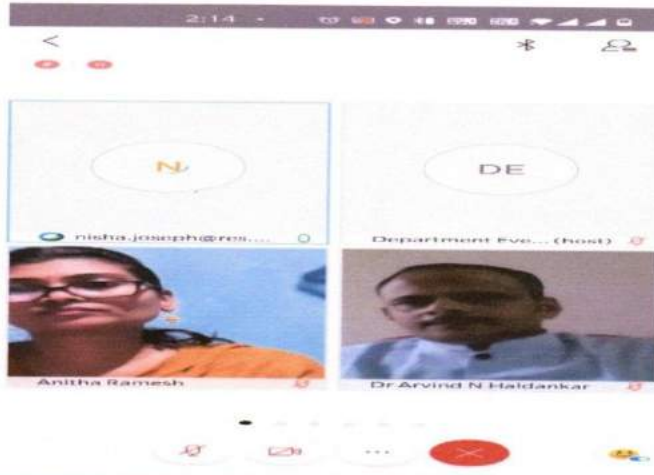 2:14
N
DE
nisha.joseph@res....
Department Eve... (host)
Anitha Ramesh
Dr Arvind N Haldankar